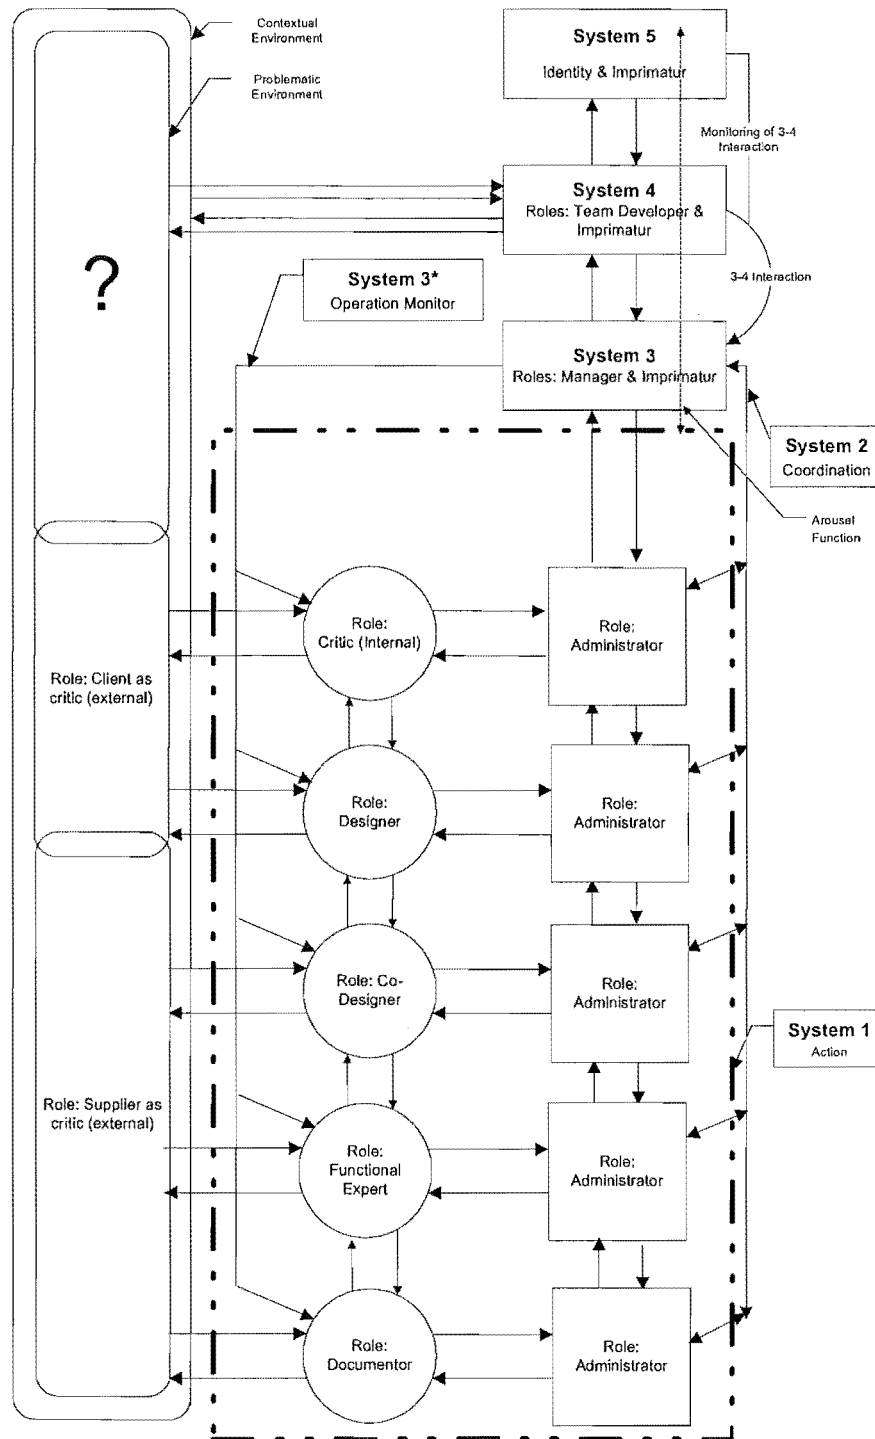 Contextual
Environment
Problematic
Environment
System 5
Identity & Imprimatur
Monitoring of 3-4
Interaction
System 4
Roles: Team Developer &
Imprimatur
?
System 3*
Operation Monitor
3-4 Interaction
System 3
Roles: Manager & Imprimatur
System 2
Coordination
Arousal
Function
Role:
Critic (Internal)
Role:
Administrator
Role: Client as
critic (external)
Role:
Designer
Role:
Administrator
Role: Co-
Designer
Role:
Administrator
System 1
Action
Role: Supplier as
critic (external)
Role:
Functional
Expert
Role:
Administrator
Role:
Documentor
Role:
Administrator